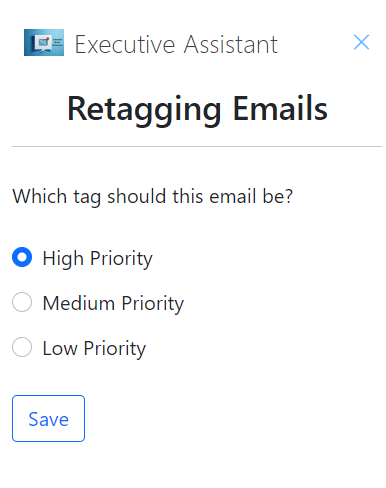 Executive Assistant
Retagging Emails
Which tag should this email be?
High Priority
Medium Priority
Low Priority
Save